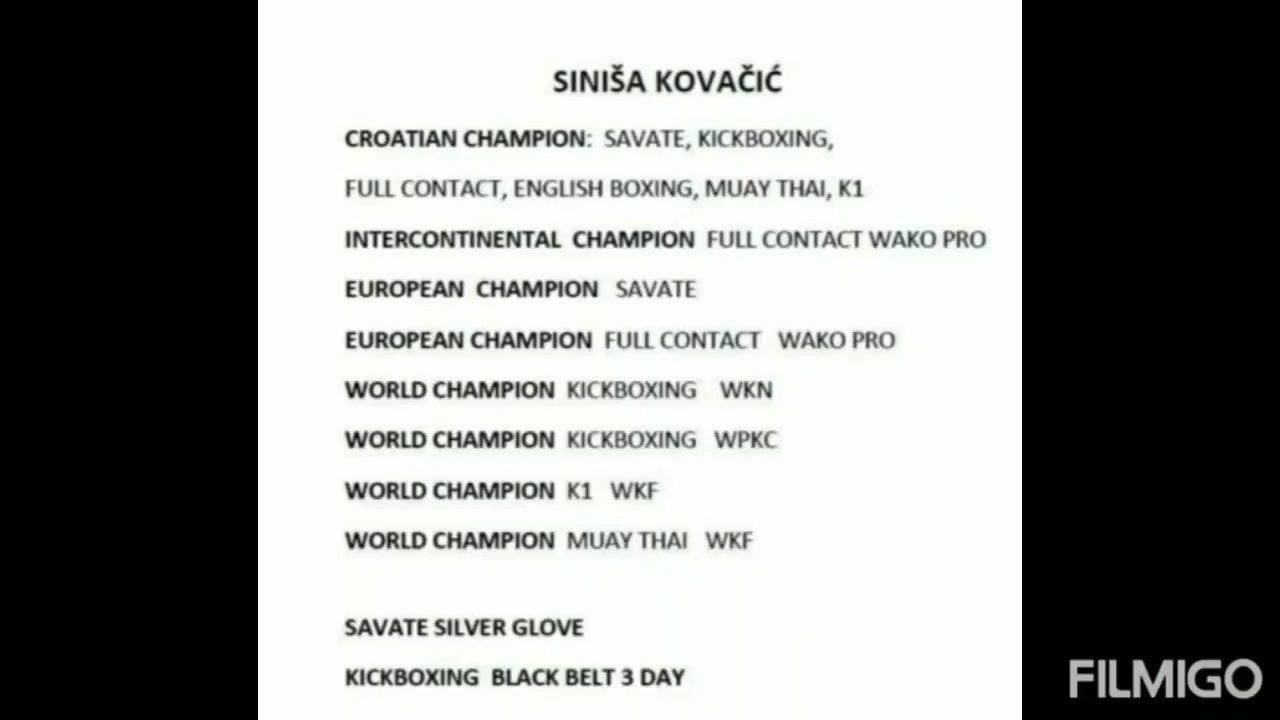 SINIŠA KOVAČIĆ
CROATIAN CHAMPION: SAVATE, KICKBOXING,
FULL CONTACT, ENGLISH BOXING, MUAY THAI, K1
INTERCONTINENTAL CHAMPION FULL CONTACT WAKO PRO
EUROPEAN CHAMPION SAVATE
EUROPEAN CHAMPION FULL CONTACT WAKO PRO
WORLD CHAMPION KICKBOXING WKN
WORLD CHAMPION KICKBOXING WPKC
WORLD CHAMPION K1 WKF
WORLD CHAMPION MUAY THAI WKF
SAVATE SILVER GLOVE
KICKBOXING BLACK BELT 3 DAY
FILMIGO